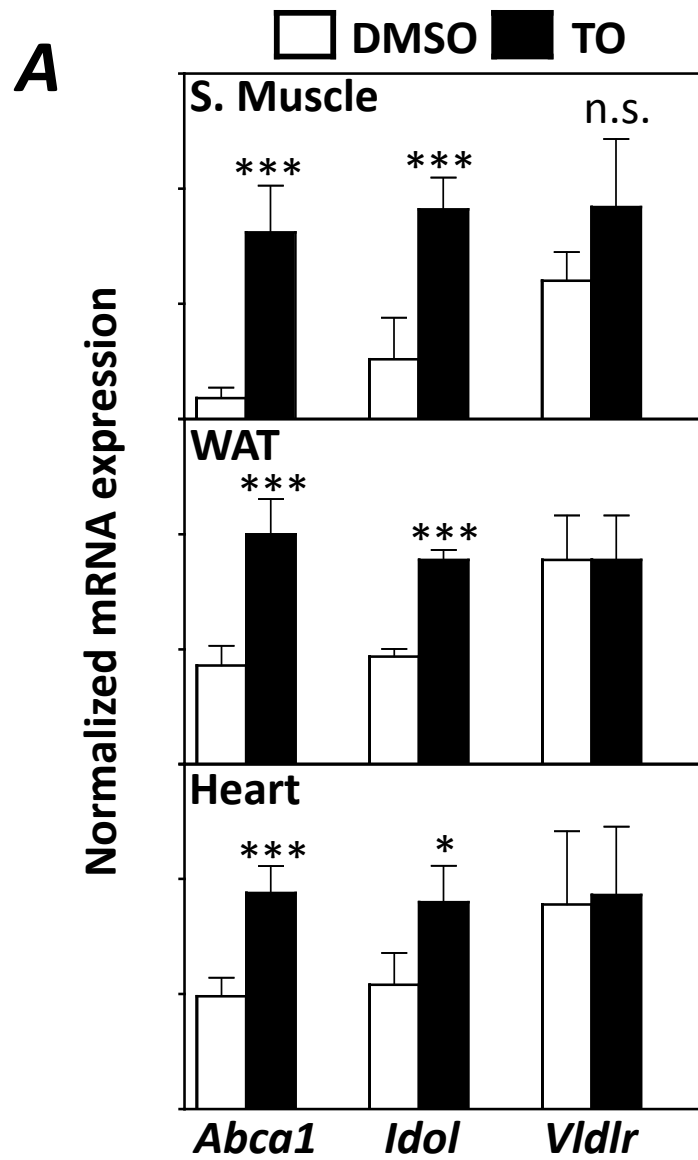 A
DMSO TO
S. Muscle
n.s.
*** ***
WAT
***
***
Heart
***
*
Normalized mRNA expression
Abca1 Idol Vldlr